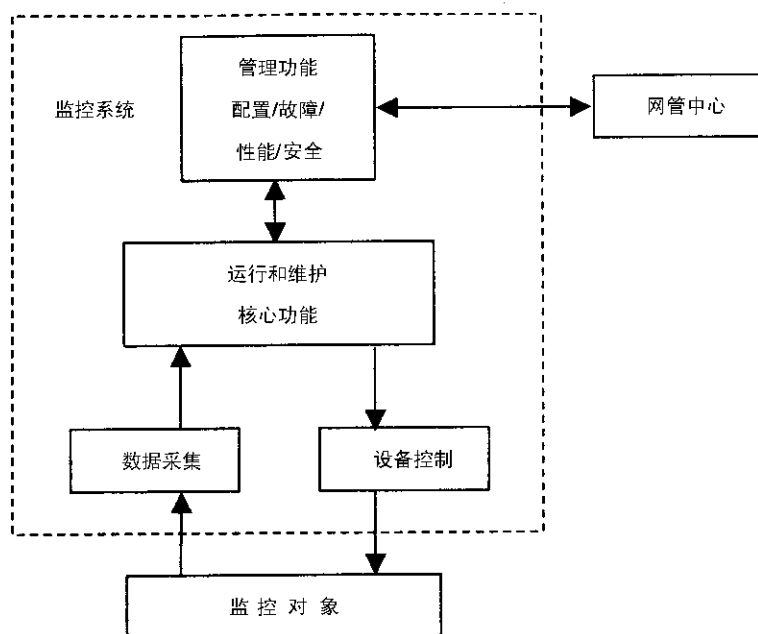 管理功能
监控系统
配置/故障/
网管中心
性能/安全
运行和维护
核心功能
数据采集
设备控制
监控对象